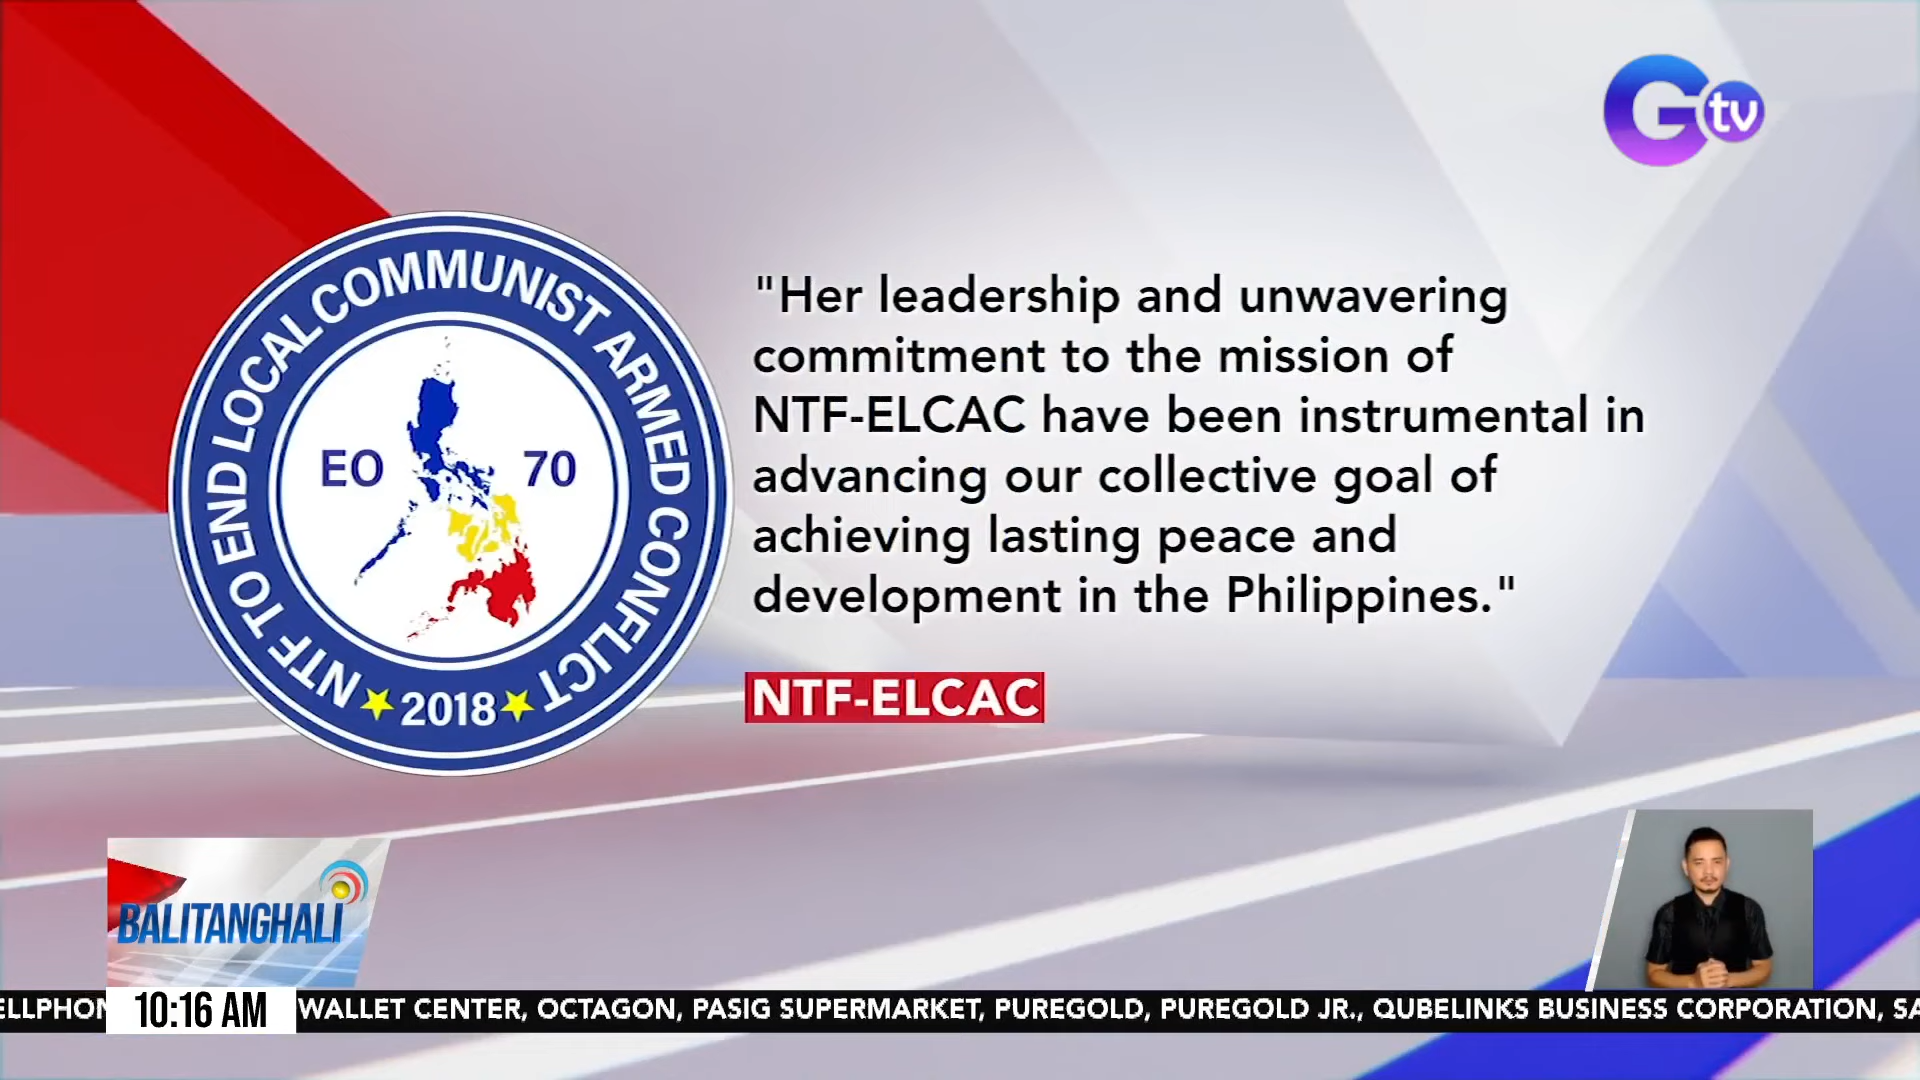 Gtv
NTF TO END LOCAL COMMUNIST ARMED CONFLICT
EO 70
2018
"Her leadership and unwavering
commitment to the mission of
NTF-ELCAC have been instrumental in
advancing our collective goal of
achieving lasting peace and
development in the Philippines."
NTF-ELCAC
BALITANGHALI
10:16 AM
WALLET CENTER, OCTAGON, PASIG SUPERMARKET, PUREGOLD, PUREGOLD JR., QUBELINKS BUSINESS CORPORATION,